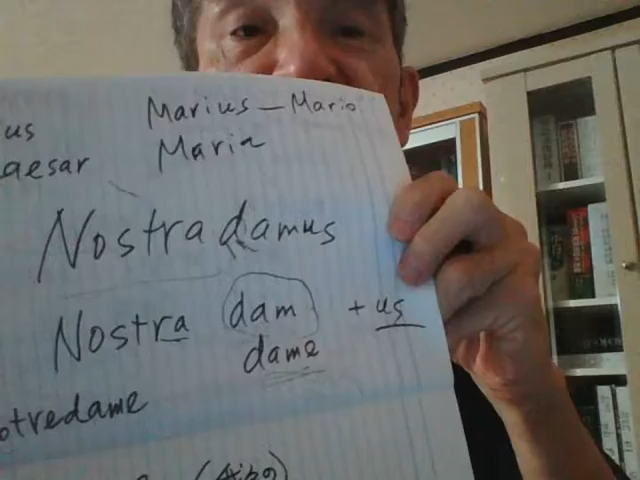 Marius - Mario
us
aesar Maria
Nostradamus
Nostra dam + us
dame
otredame